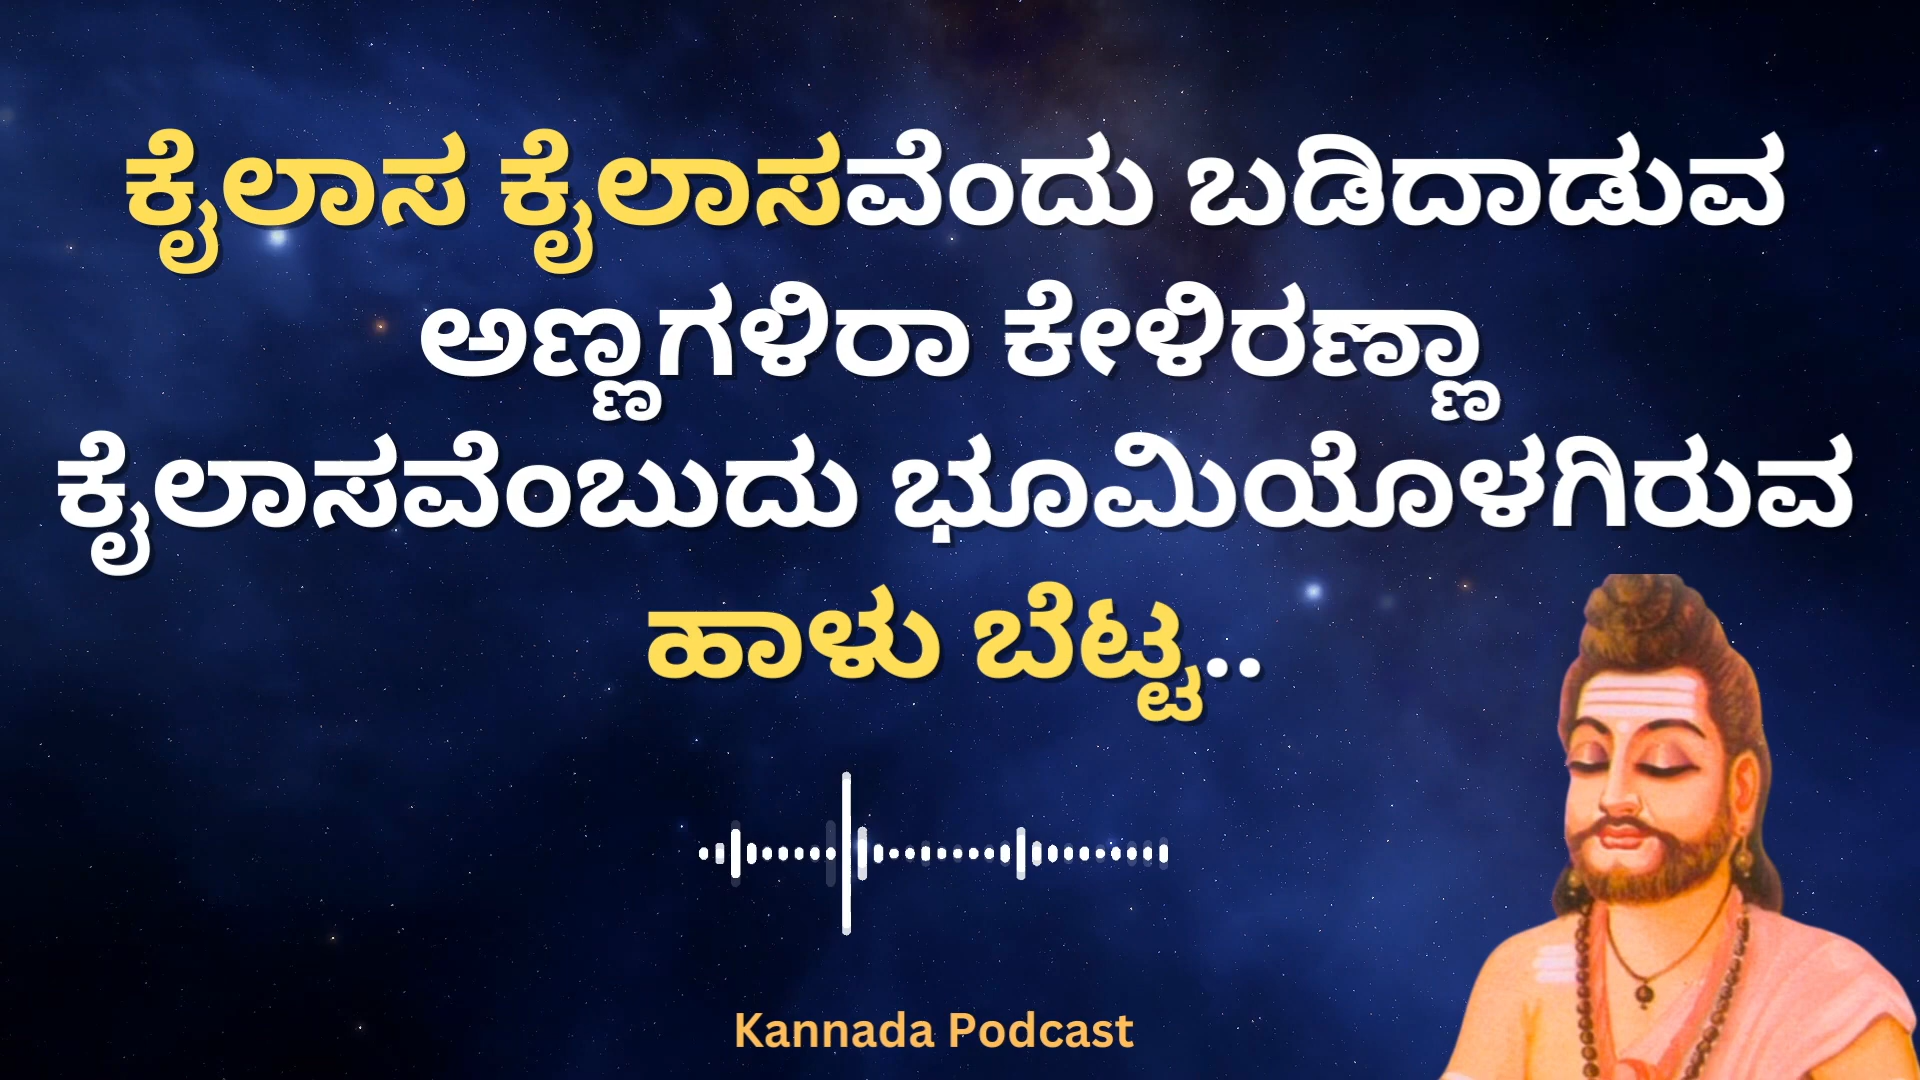 ಕೈಲಾಸ ಕೈಲಾಸವೆಂದು ಬಡಿದಾಡುವ
ಅಣ್ಣಗಳಿರಾ ಕೇಳಿರಣ್ಣಾ
ಕೈಲಾಸವೆಂಬುದು ಭೂಮಿಯೊಳಗಿರುವ
ಹಾಳು ಬೆಟ್ಟ..
Kannada Podcast